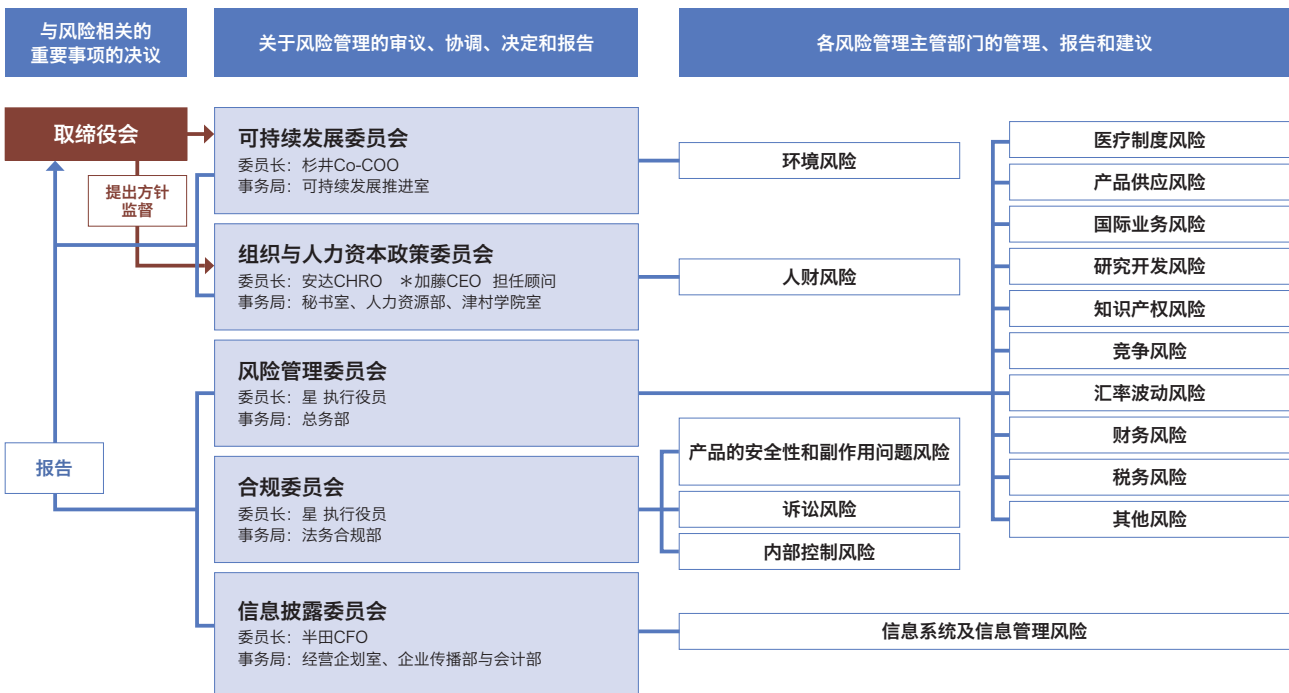 与风险相关的
重要事项的决议
关于风险管理的审议、协调、决定和报告
各风险管理主管部门的管理、报告和建议
取缔役会
提出方针
监督
报告
可持续发展委员会
委员长：杉井Co-COO
事务局：可持续发展推进室
环境风险
组织与人力资本政策委员会
委员长：安达CHRO ＊加藤CEO 担任顾问
事务局：秘书室、人力资源部、津村学院室
人财风险
风险管理委员会
委员长：星 执行役员
事务局：总务部
医疗制度风险
产品供应风险
国际业务风险
研究开发风险
知识产权风险
竞争风险
汇率波动风险
财务风险
税务风险
其他风险
合规委员会
委员长：星 执行役员
事务局：法务合规部
产品的安全性和副作用问题风险
诉讼风险
内部控制风险
信息披露委员会
委员长：半田CFO
事务局：经营企划室、企业传播部与会计部
信息系统及信息管理风险